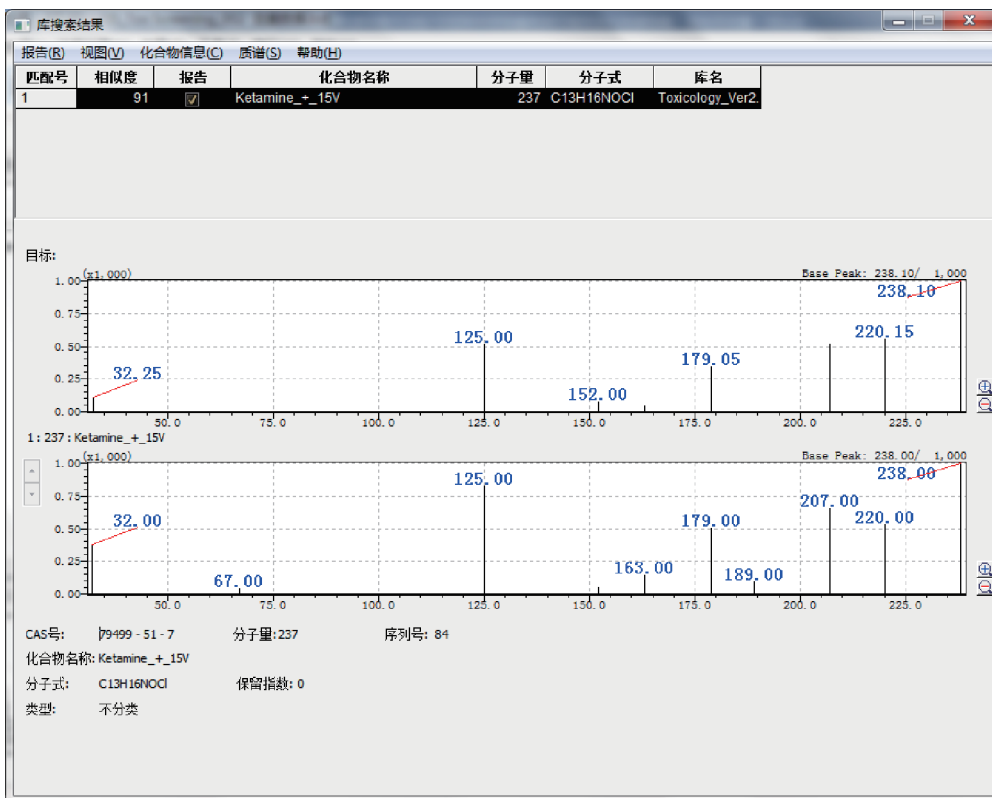 库搜索结果
报告(R) 视图(V) 化合物信息(C) 质谱(S) 帮助(H)
匹配号 相似度 报告 化合物名称 分子量 分子式 库名
1 91 Ketamine_+_15V 237 C13H16NOCl Toxicology_Ver2.
目标:
(x1,000) Base Peak: 238.10/ 1,000
1.00 238.10
0.75
220.15
125.00
0.50
179.05
32.25
0.25
152.00
0.00
50.0 75.0 100.0 125.0 150.0 175.0 200.0 225.0
1:237:Ketamine_+_15V
(x1,000) Base Peak: 238.00/ 1,000
1.00 238.00
125.00
0.75
207.00
32.00 179.00 220.00
0.50
0.25
163.00
189.00
67.00
0.00
50.0 75.0 100.0 125.0 150.0 175.0 200.0 225.0
CAS号: 79499-51-7 分子量:237 序列号: 84
化合物名称: Ketamine_+_15V
分子式: C13H16NOCl 保留指数: 0
类型: 不分类